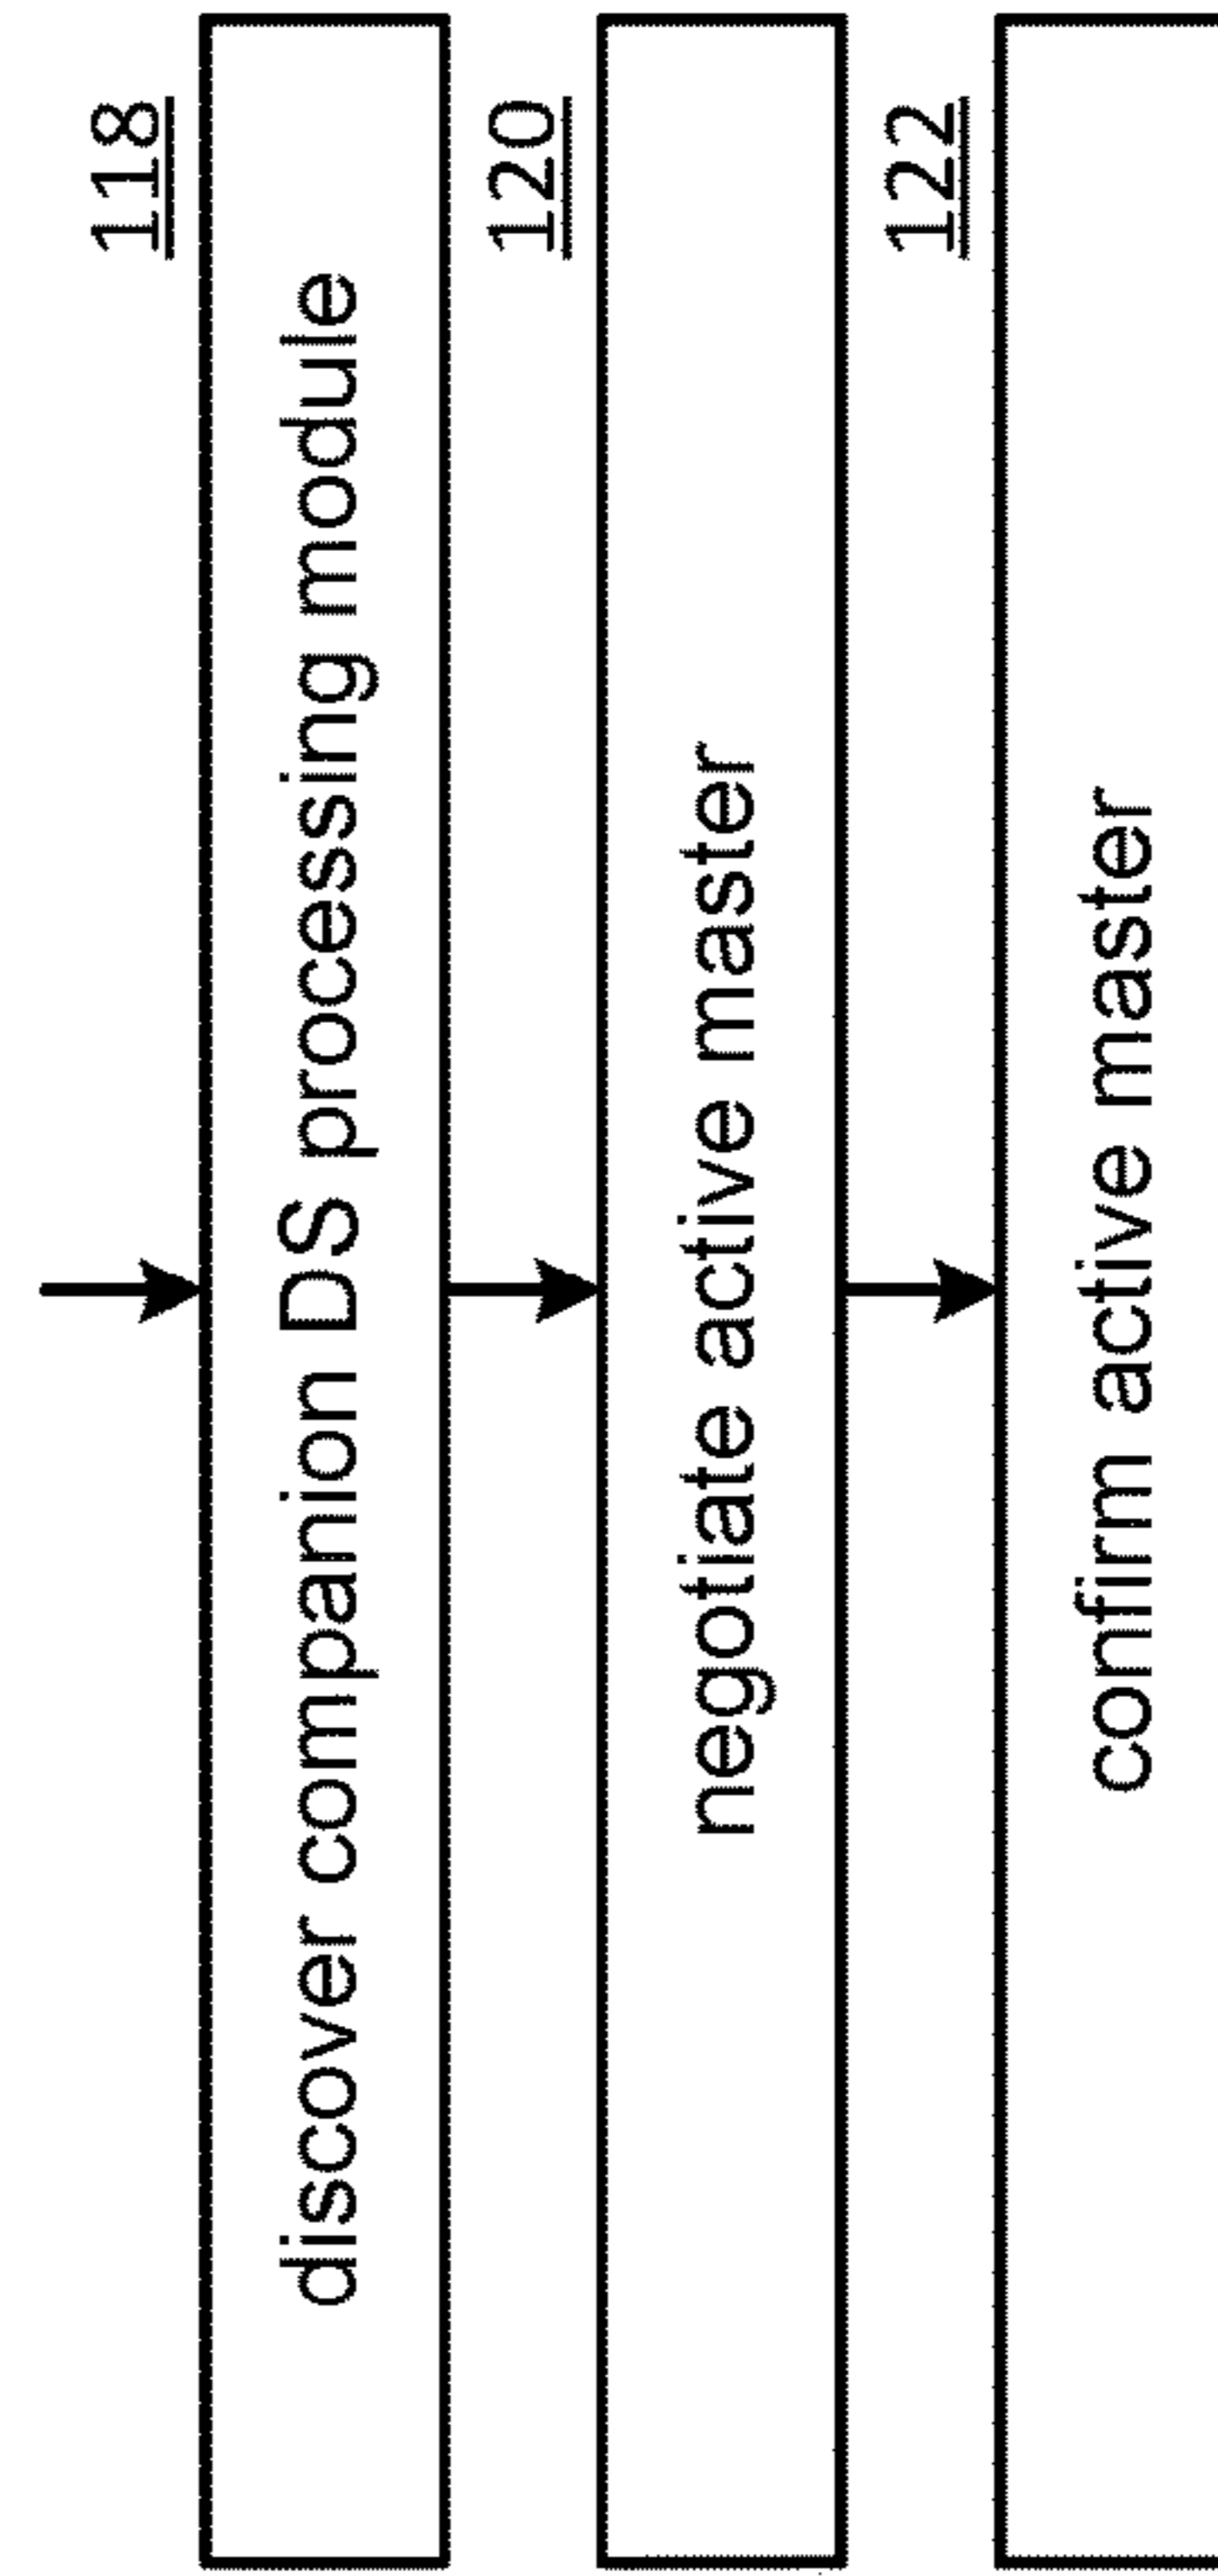 118
discover companion DS processing module
120
negotiate active master
122
confirm active master